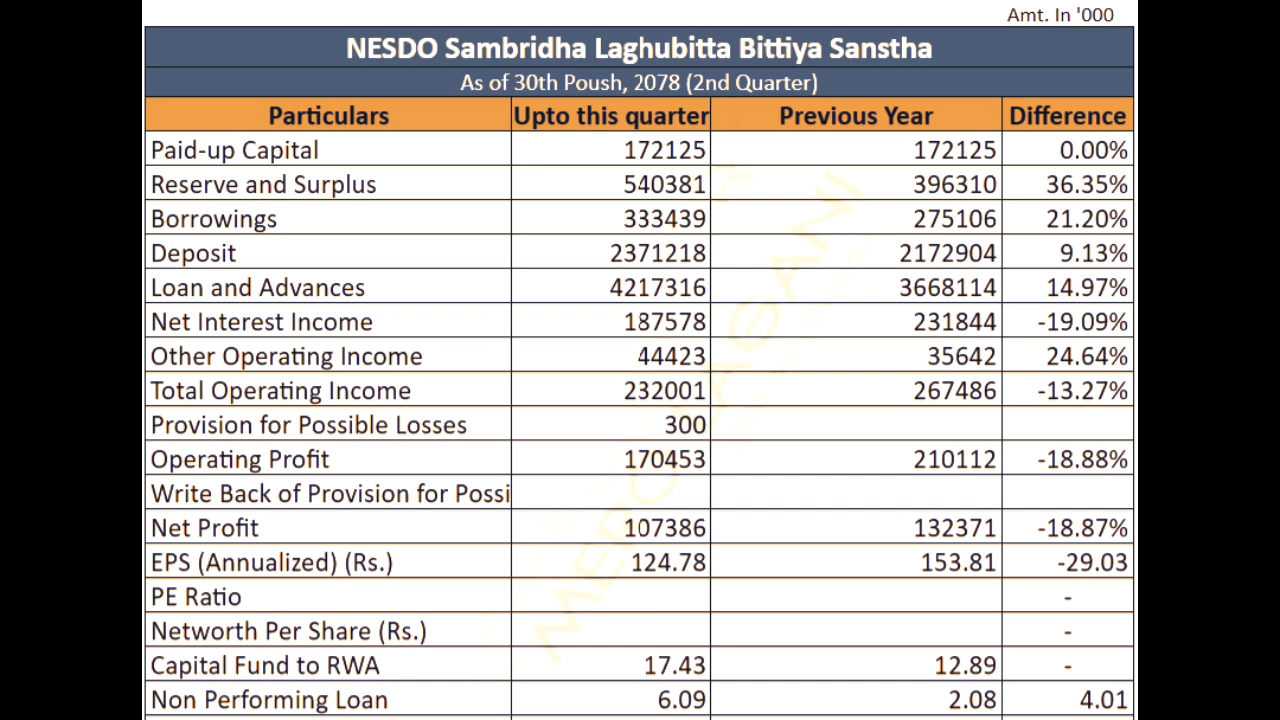 Amt. In '000
NESDO Sambridha Laghubitta Bittiya Sanstha
As of 30th Poush, 2078 (2nd Quarter)
Particulars Upto this quarter Previous Year Difference
Paid-up Capital 172125 172125 0.00%
Reserve and Surplus 540381 396310 36.35%
Borrowings 333439 275106 21.20%
Deposit 2371218 2172904 9.13%
Loan and Advances 4217316 3668114 14.97%
Net Interest Income 187578 231844 -19.09%
Other Operating Income 44423 35642 24.64%
Total Operating Income 232001 267486 -13.27%
Provision for Possible Losses 300
Operating Profit 170453 210112 -18.88%
Write Back of Provision for Possi
Net Profit 107386 132371 -18.87%
EPS (Annualized) (Rs.) 124.78 153.81 -29.03
PE Ratio -
Networth Per Share (Rs.) -
Capital Fund to RWA 17.43 12.89 -
Non Performing Loan 6.09 2.08 4.01